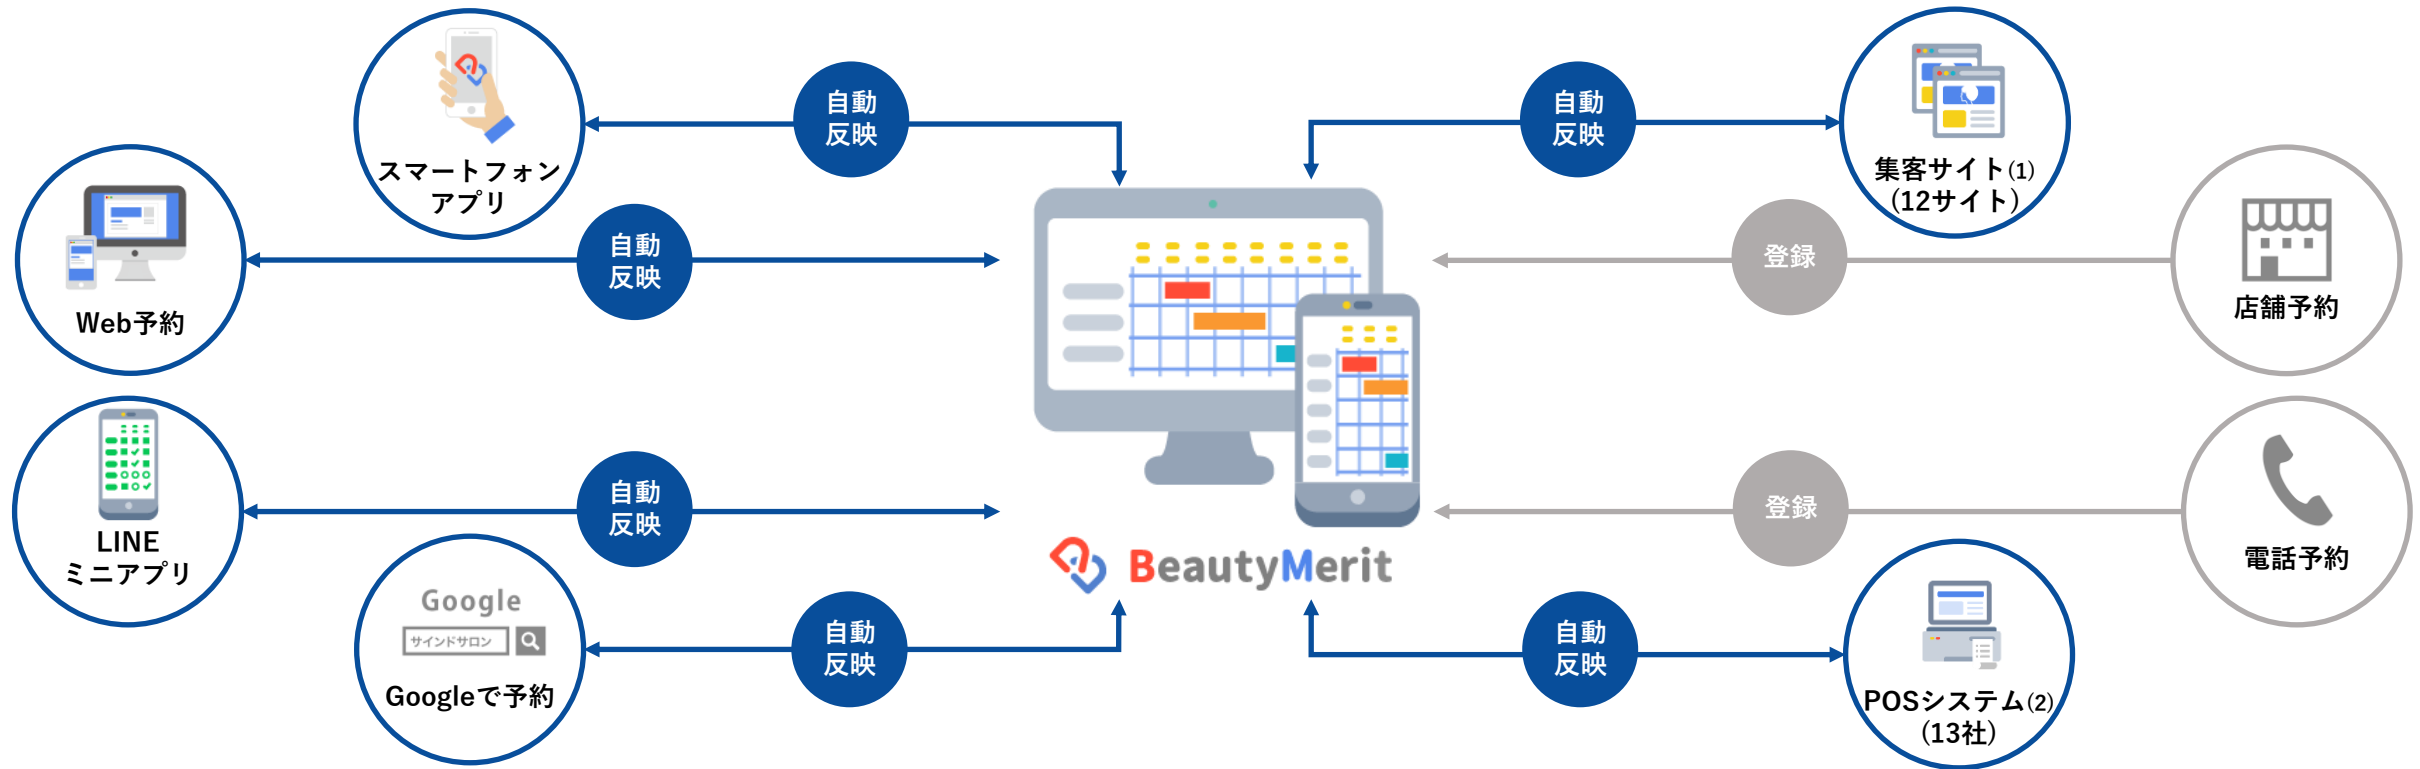 自動
反映
スマートフォン
アプリ
自動
反映
集客サイト(1)
(12サイト)
自動
反映
Web予約
登録
店舗予約
自動
反映
LINE
ミニアプリ
登録
電話予約
BeautyMerit
Google
サインドサロン
Googleで予約
自動
反映
自動
反映
POSシステム(2)
(13社)